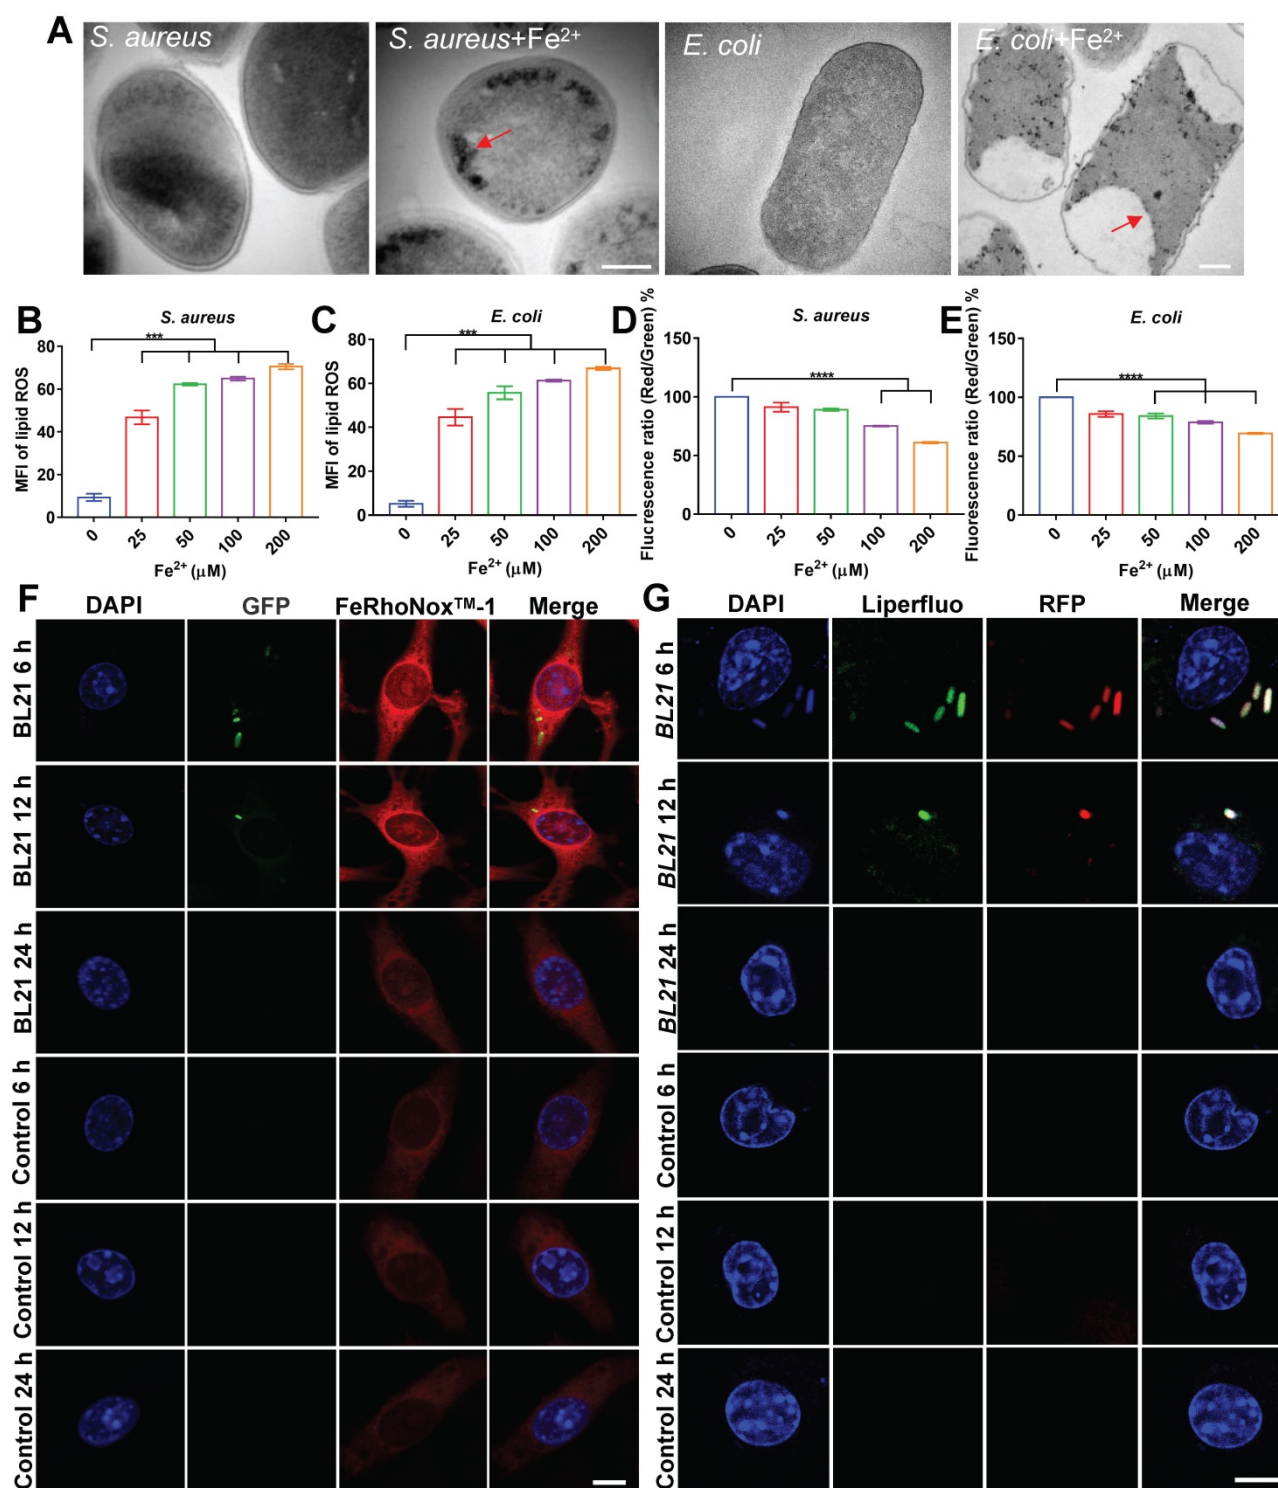 A
S. aureus
S. aureus+Fe²⁺
E. coli
E. coli+Fe²⁺
B
S. aureus
***
MFI of lipid ROS
80
60
40
20
0
0
25
50
100
200
Fe²⁺ (μM)
C
E. coli
***
MFI of lipid ROS
80
60
40
20
0
0
25
50
100
200
Fe²⁺ (μM)
D
S. aureus
****
Flucrescence ratio (Red/Green) %
150
100
50
0
0
25
50
100
200
Fe²⁺ (μM)
E
E. coli
****
Fluorescence ratio (Red/Green) %
150
100
50
0
0
25
50
100
200
Fe²⁺ (μM)
F
DAPI
GFP
FeRhoNox™-1
Merge
BL21 6 h
BL21 12 h
BL21 24 h
Control 6 h
Control 12 h
Control 24 h
G
DAPI
Liperfluo
RFP
Merge
BL21 6 h
BL21 12 h
BL21 24 h
Control 6 h
Control 12 h
Control 24 h